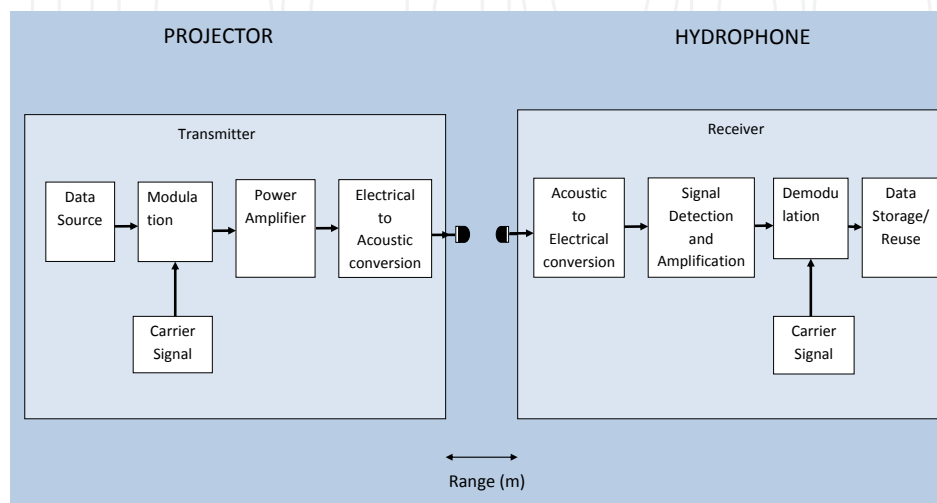 PROJECTOR
HYDROPHONE
Transmitter
Receiver
Data
Source
Modula
tion
Power
Amplifier
Electrical
to
Acoustic
conversion
Acoustic
to
Electrical
conversion
Signal
Detection
and
Amplification
Demodu
lation
Data
Storage/
Reuse
Carrier
Signal
Carrier
Signal
Range (m)